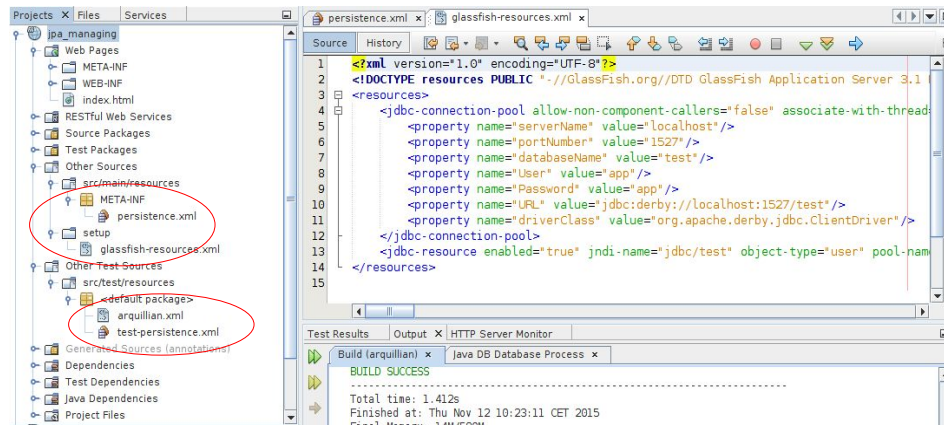 Projects X Files Services
jpa_managing
Web Pages
META-INF
WEB-INF
index.html
RESTful Web Services
Source Packages
Test Packages
Other Sources
src/main/resources
META-INF
persistence.xml
setup
glassfish-resources.xml
Other Test Sources
src/test/resources
<default package>
arquillian.xml
test-persistence.xml
Generated Sources (annotations)
Dependencies
Test Dependencies
Java Dependencies
Project Files
persistence.xml x glassfish-resources.xml x
Source History
1 <?xml version="1.0" encoding="UTF-8"?>
2 <!DOCTYPE resources PUBLIC "-//GlassFish.org//DTD GlassFish Application Server 3.1
3 <resources>
4 <jdbc-connection-pool allow-non-component-callers="false" associate-with-thread=
5 <property name="serverName" value="localhost"/>
6 <property name="portNumber" value="1527"/>
7 <property name="databaseName" value="test"/>
8 <property name="User" value="app"/>
9 <property name="Password" value="app"/>
10 <property name="URL" value="jdbc:derby://localhost:1527/test"/>
11 <property name="driverClass" value="org.apache.derby.jdbc.ClientDriver"/>
12 </jdbc-connection-pool>
13 <jdbc-resource enabled="true" jndi-name="jdbc/test" object-type="user" pool-nam
14 </resources>
15
Test Results Output X HTTP Server Monitor
Build (arquillian) x Java DB Database Process x
BUILD SUCCESS
------------------------------------------------------------------------
Total time: 1.412s
Finished at: Thu Nov 12 10:23:11 CET 2015
Final Memory: 14M/500M